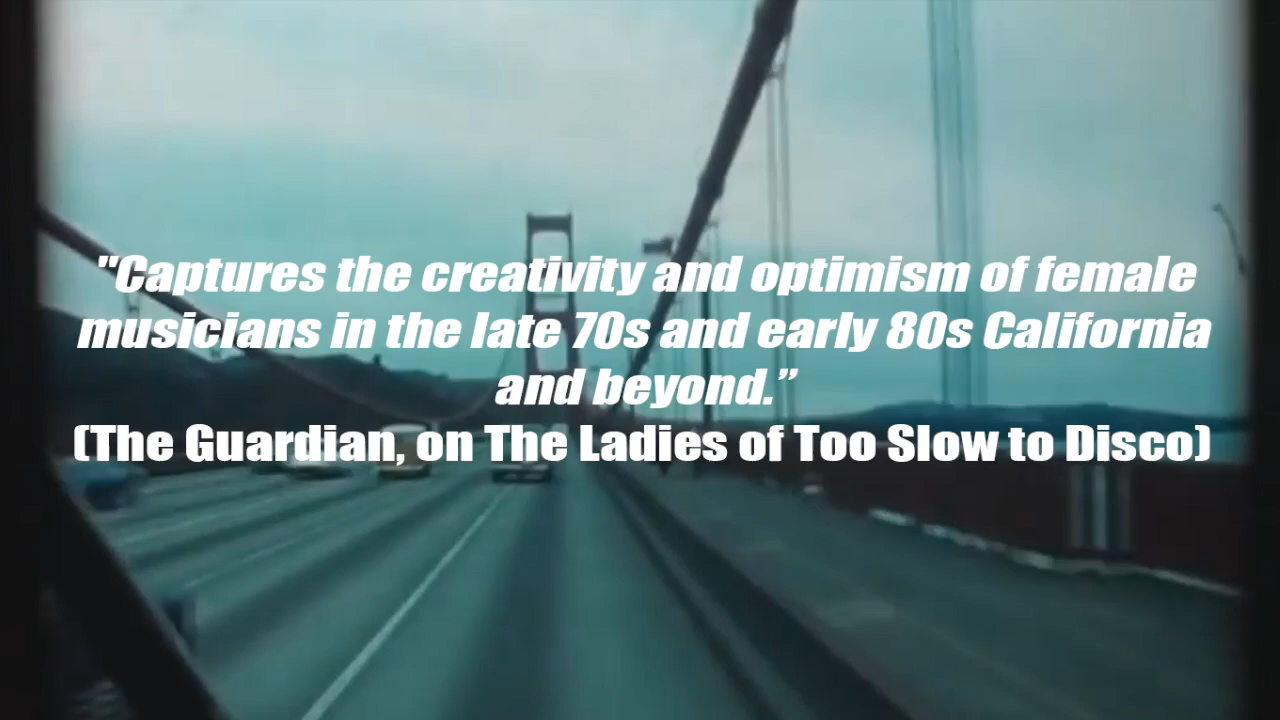 "Captures the creativity and optimism of female
musicians in the late 70s and early 80s California
and beyond.”
(The Guardian, on The Ladies of Too Slow to Disco)